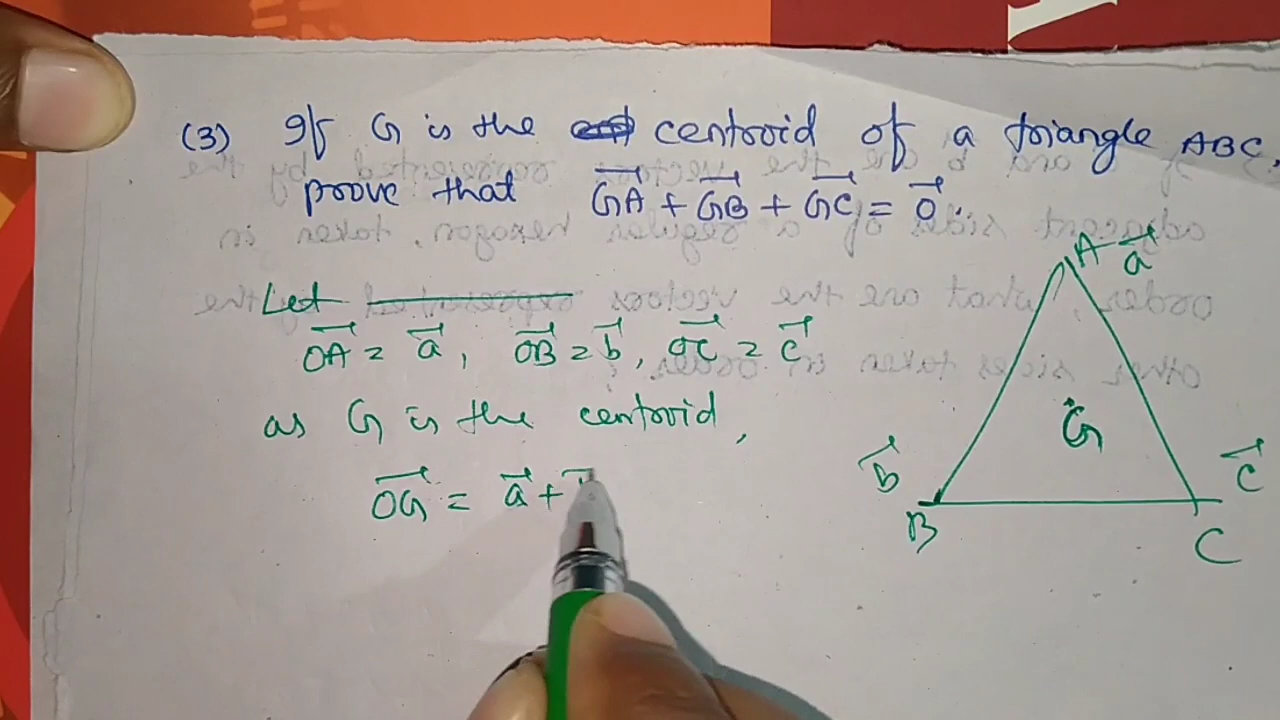 (3) If G is the centroid of a triangle ABC,
prove that GA⃗ + GB⃗ + GC⃗ = 0⃗.
Let
OA⃗ = a⃗, OB⃗ = b⃗, OC⃗ = c⃗
as G is the centroid,
OG⃗ = a⃗ +
A a⃗
G
b⃗ c⃗
B C